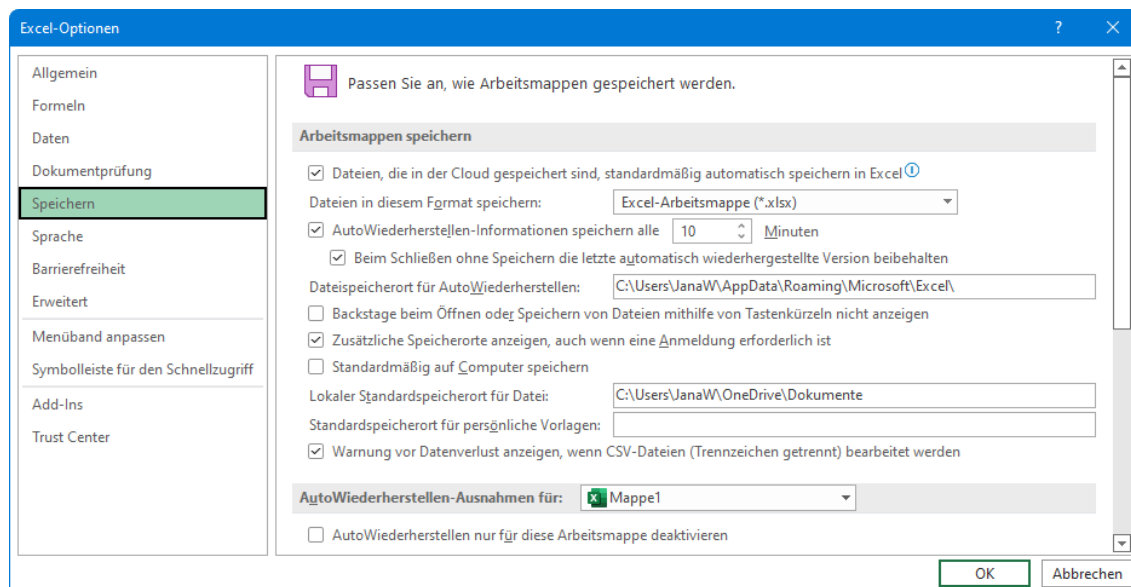 Excel-Optionen ? ×
Allgemein
Formeln
Daten
Dokumentprüfung
Speichern
Sprache
Barrierefreiheit
Erweitert
Menüband anpassen
Symbolleiste für den Schnellzugriff
Add-Ins
Trust Center
Passen Sie an, wie Arbeitsmappen gespeichert werden.
Arbeitsmappen speichern
Dateien, die in der Cloud gespeichert sind, standardmäßig automatisch speichern in Excel
Dateien in diesem Format speichern: Excel-Arbeitsmappe (*.xlsx)
AutoWiederherstellen-Informationen speichern alle 10 Minuten
Beim Schließen ohne Speichern die letzte automatisch wiederhergestellte Version beibehalten
Dateispeicherort für AutoWiederherstellen: C:\Users\JanaW\AppData\Roaming\Microsoft\Excel\
Backstage beim Öffnen oder Speichern von Dateien mithilfe von Tastenkürzeln nicht anzeigen
Zusätzliche Speicherorte anzeigen, auch wenn eine Anmeldung erforderlich ist
Standardmäßig auf Computer speichern
Lokaler Standardspeicherort für Datei: C:\Users\JanaW\OneDrive\Dokumente
Standardspeicherort für persönliche Vorlagen:
Warnung vor Datenverlust anzeigen, wenn CSV-Dateien (Trennzeichen getrennt) bearbeitet werden
AutoWiederherstellen-Ausnahmen für: Mappe1
AutoWiederherstellen nur für diese Arbeitsmappe deaktivieren
OK Abbrechen